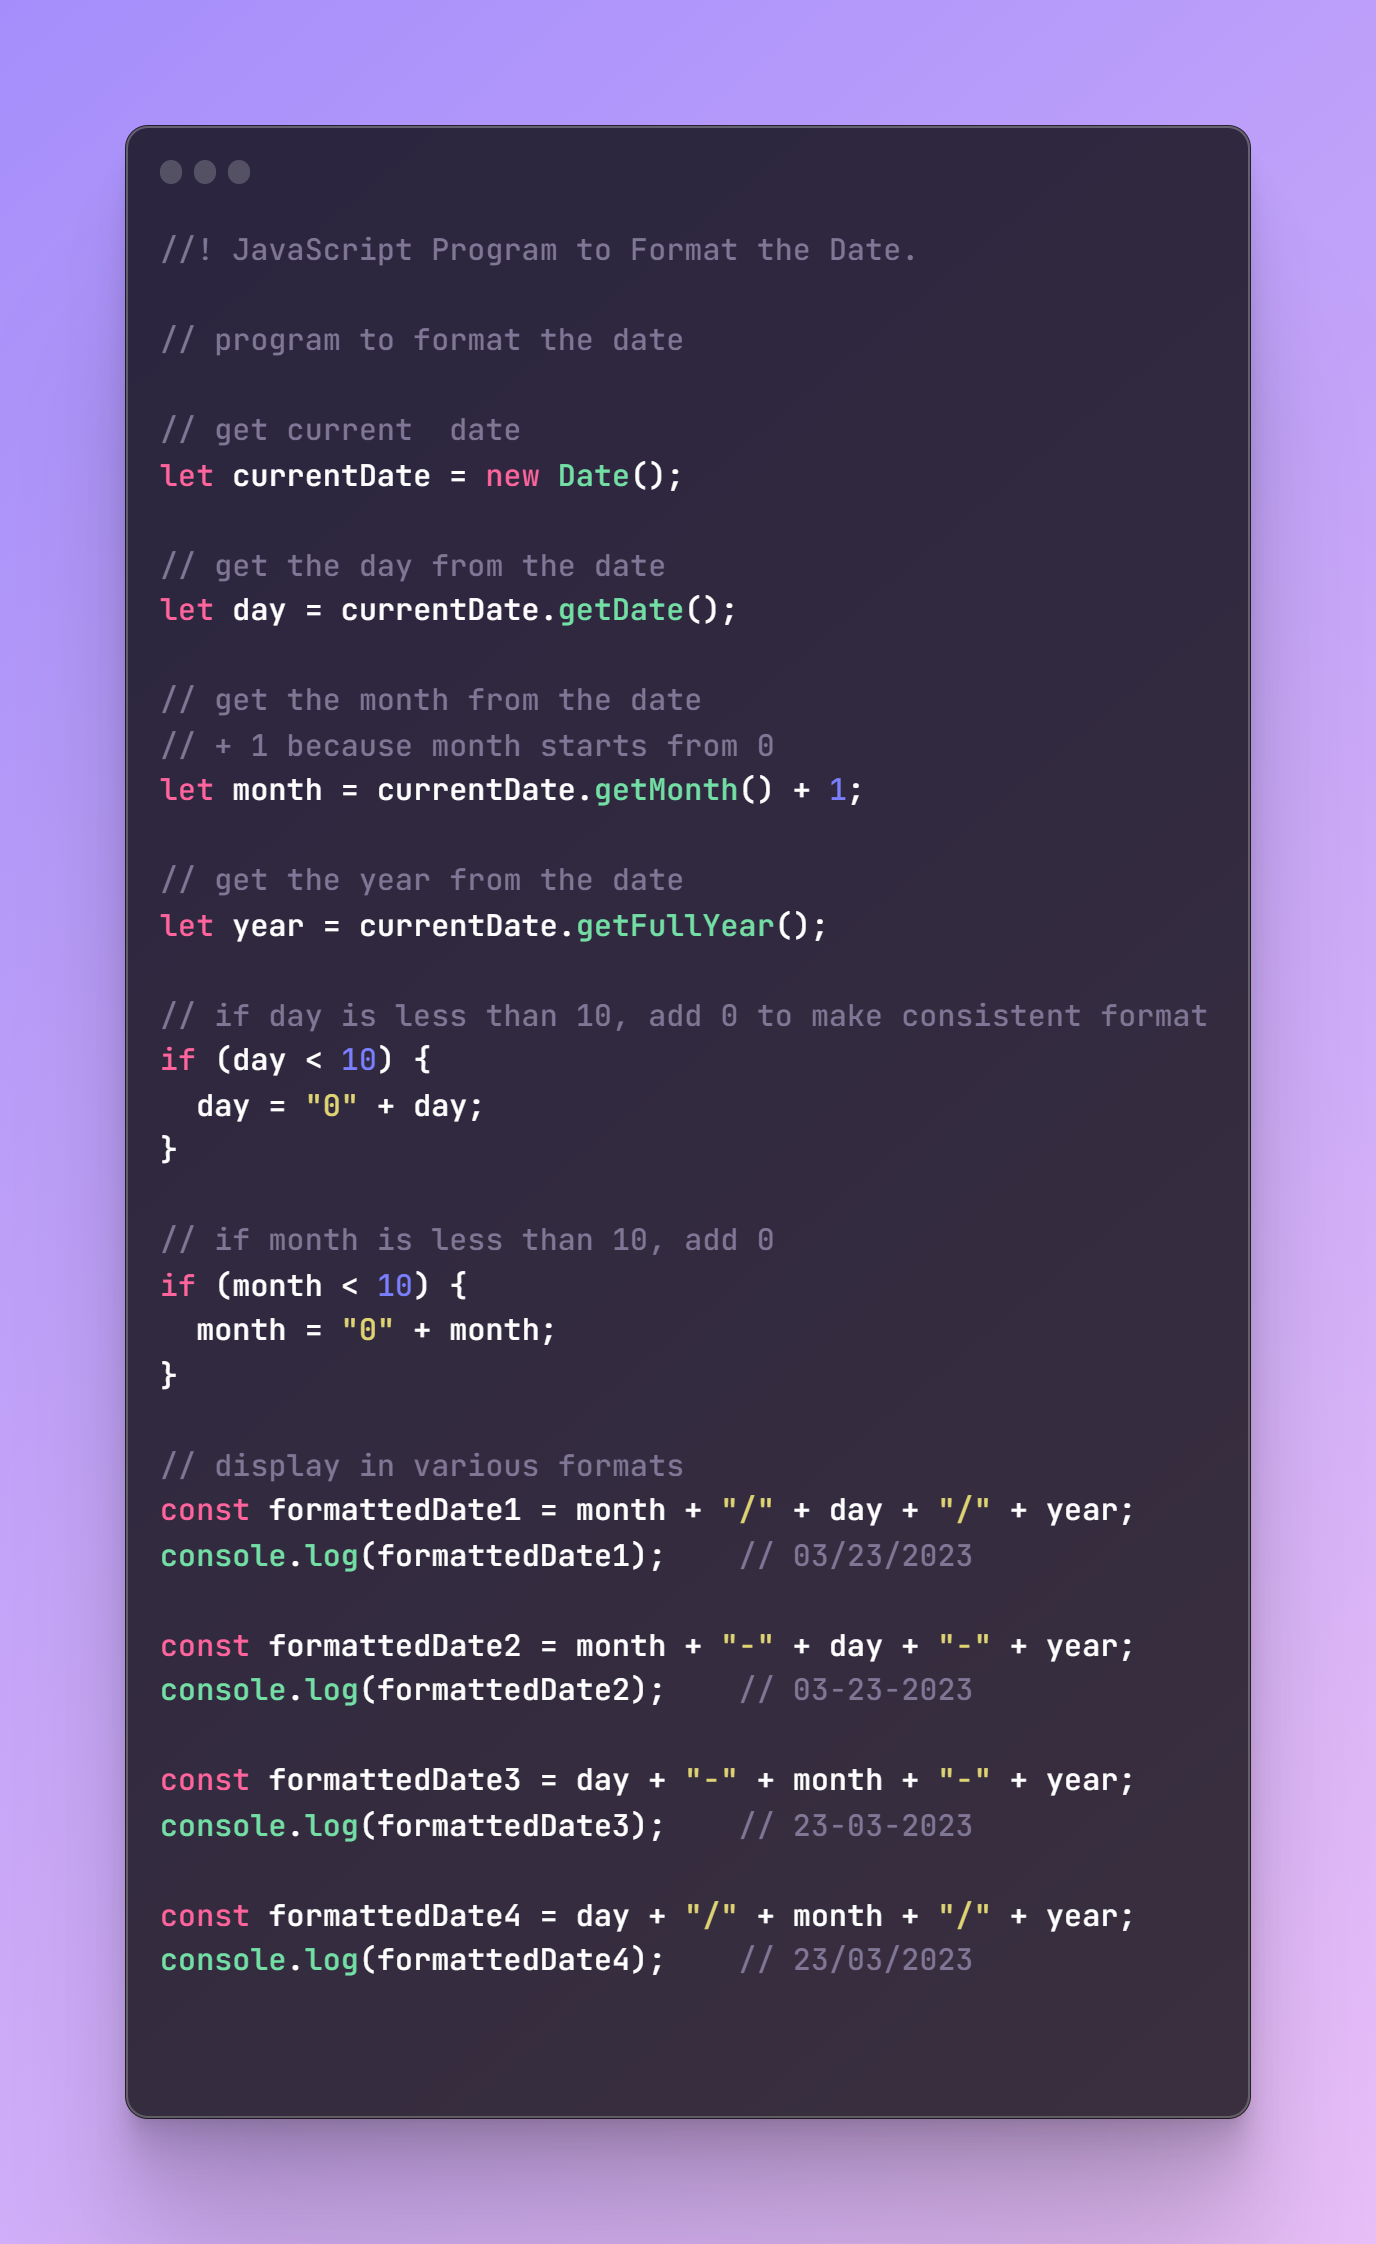 //! JavaScript Program to Format the Date.
// program to format the date
// get current  date
let currentDate = new Date();
// get the day from the date
let day = currentDate.getDate();
// get the month from the date
// + 1 because month starts from 0
let month = currentDate.getMonth() + 1;
// get the year from the date
let year = currentDate.getFullYear();
// if day is less than 10, add 0 to make consistent format
if (day < 10) {
  day = "0" + day;
}
// if month is less than 10, add 0
if (month < 10) {
  month = "0" + month;
}
// display in various formats
const formattedDate1 = month + "/" + day + "/" + year;
console.log(formattedDate1);    // 03/23/2023
const formattedDate2 = month + "-" + day + "-" + year;
console.log(formattedDate2);    // 03-23-2023
const formattedDate3 = day + "-" + month + "-" + year;
console.log(formattedDate3);    // 23-03-2023
const formattedDate4 = day + "/" + month + "/" + year;
console.log(formattedDate4);    // 23/03/2023